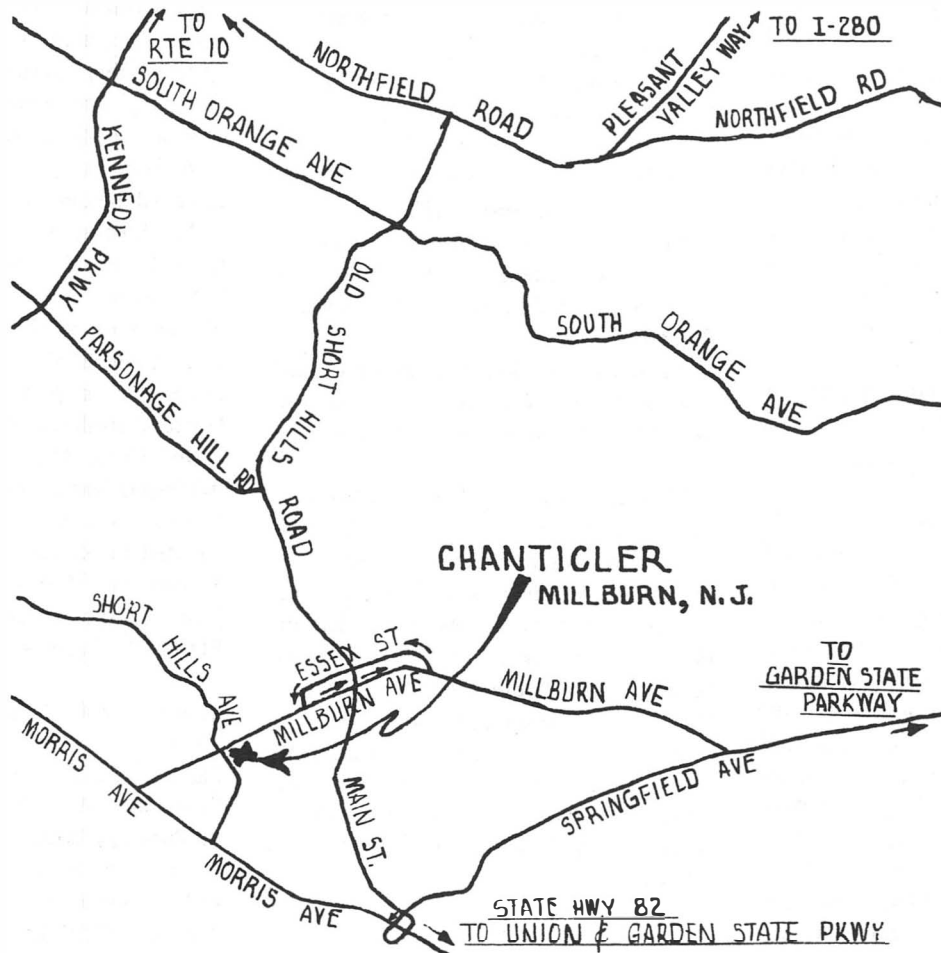 TO
RTE 10
NORTHFIELD
ROAD
PLEASANT
VALLEY WAY
TO I-280
NORTHFIELD RD
SOUTH ORANGE AVE
KENNEDY PKWY
OLD SHORT HILLS
ROAD
SOUTH ORANGE
AVE
PARSONAGE
HILL RD
CHANTICLER
MILLBURN, N.J.
SHORT
HILLS
AVE
ESSEX ST
MILLBURN AVE
MILLBURN AVE
TO
GARDEN STATE
PARKWAY
MORRIS
AVE
MAIN ST.
SPRINGFIELD AVE
MORRIS
AVE
STATE HWY 82
TO UNION & GARDEN STATE PKWY